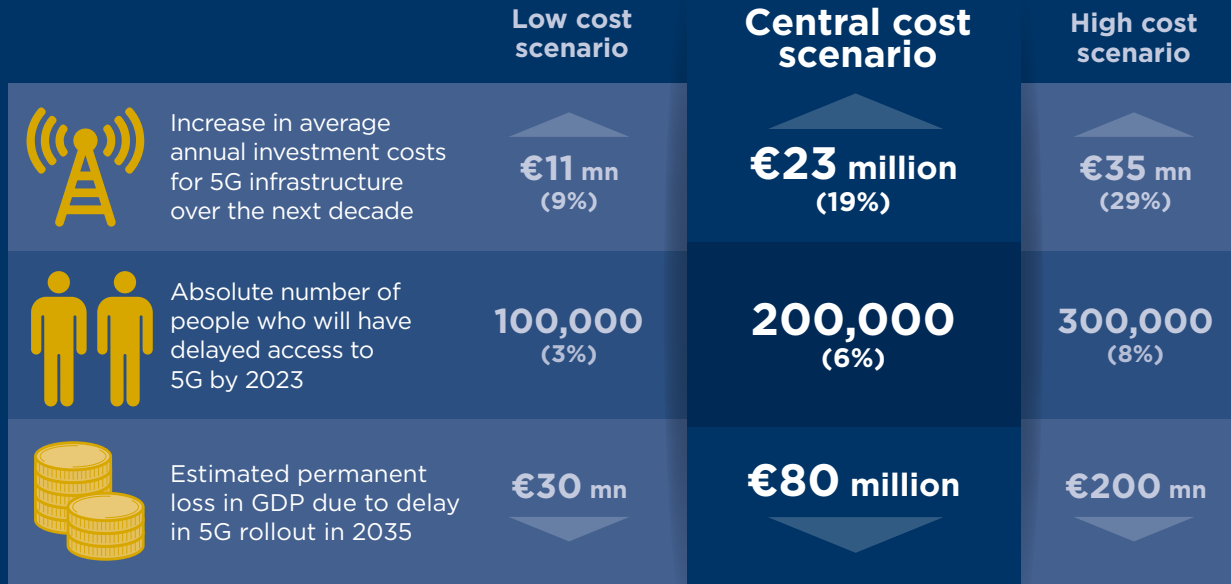 Low cost
scenario
Central cost
scenario
High cost
scenario
Increase in average
annual investment costs
for 5G infrastructure
over the next decade
€11 mn
(9%)
€23 million
(19%)
€35 mn
(29%)
Absolute number of
people who will have
delayed access to
5G by 2023
100,000
(3%)
200,000
(6%)
300,000
(8%)
Estimated permanent
loss in GDP due to delay
in 5G rollout in 2035
€30 mn
€80 million
€200 mn